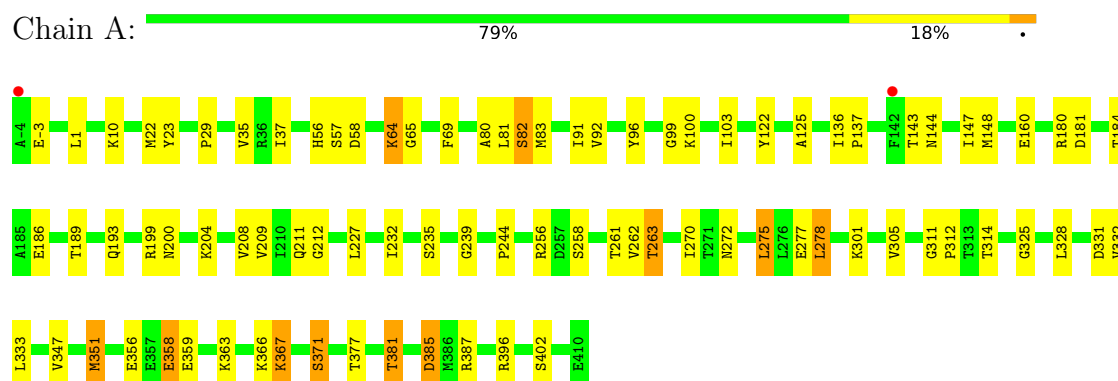 Chain A:
79% 18% •
A-4 E-3 L1 K10 M22 Y23 P29 V35 R36 I37 H56 S57 D58 K64 G65 F69 A80 L81 S82 M83 I91 V92 Y96 G99 K100 I103 Y122 A125 I136 P137 F142 T143 N144 I147 M148 E160 R180 D181 T184
A185 E186 T189 Q193 R199 N200 K204 V208 V209 I210 Q211 G212 L227 I232 S235 G239 P244 R256 D257 S258 T261 V262 T263 I270 T271 N272 L275 L276 E277 L278 K301 V305 G311 P312 T313 T314 G325 L328 D331 V332
L333 V347 M351 E356 E357 E358 E359 K363 K366 K367 S371 T377 T381 D385 M386 R387 R396 S402 E410